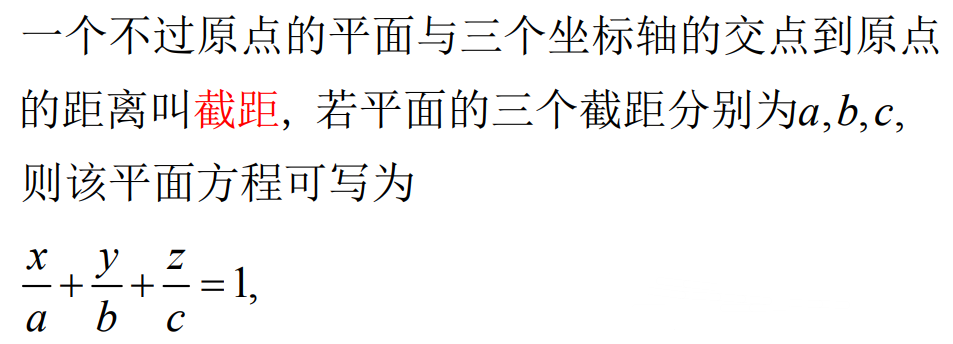 一个不过原点的平面与三个坐标轴的交点到原点
的距离叫截距, 若平面的三个截距分别为a,b,c,
则该平面方程可写为
x/a + y/b + z/c = 1,